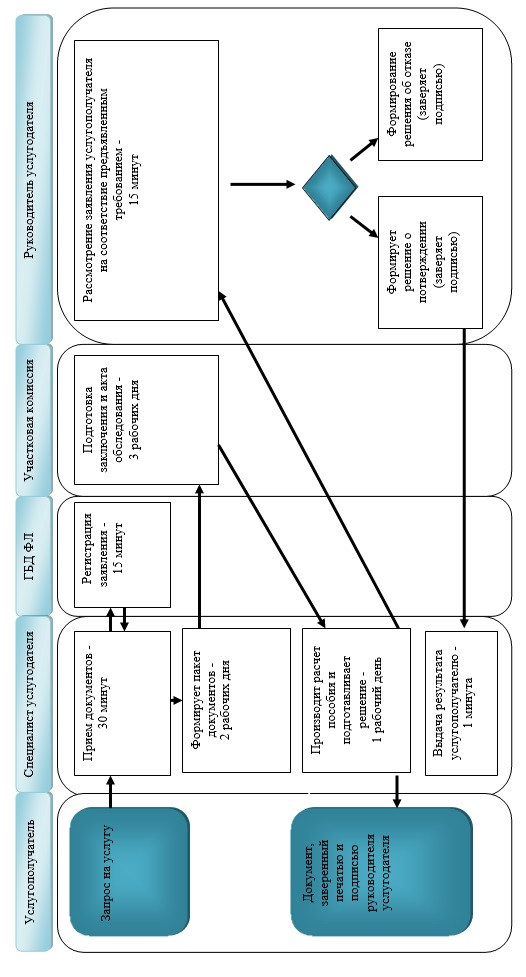 Услугополучатель
Специалист услугодателя
ГБД ФЛ
Участковая комиссия
Руководитель услугодателя
Запрос на услугу
Прием документов -
30 минут
Регистрация
заявления -
15 минут
Формирует пакет
документов -
2 рабочих дня
Подготовка
заключения и акта
обследования -
3 рабочих дня
Производит расчет
пособия и
подготавливает
решение -
1 рабочий день
Рассмотрение заявления услугополучателя
на соответствие предъявленным
требованием -
15 минут
Формирует
решение о
потверждении
(заверяет
подписью)
Формирование
решения об отказе
(заверяет
подписью)
Выдача результата
услугополучателю -
1 минута
Документ,
заверенный
печатью и
подписью
руководителя
услугодателя